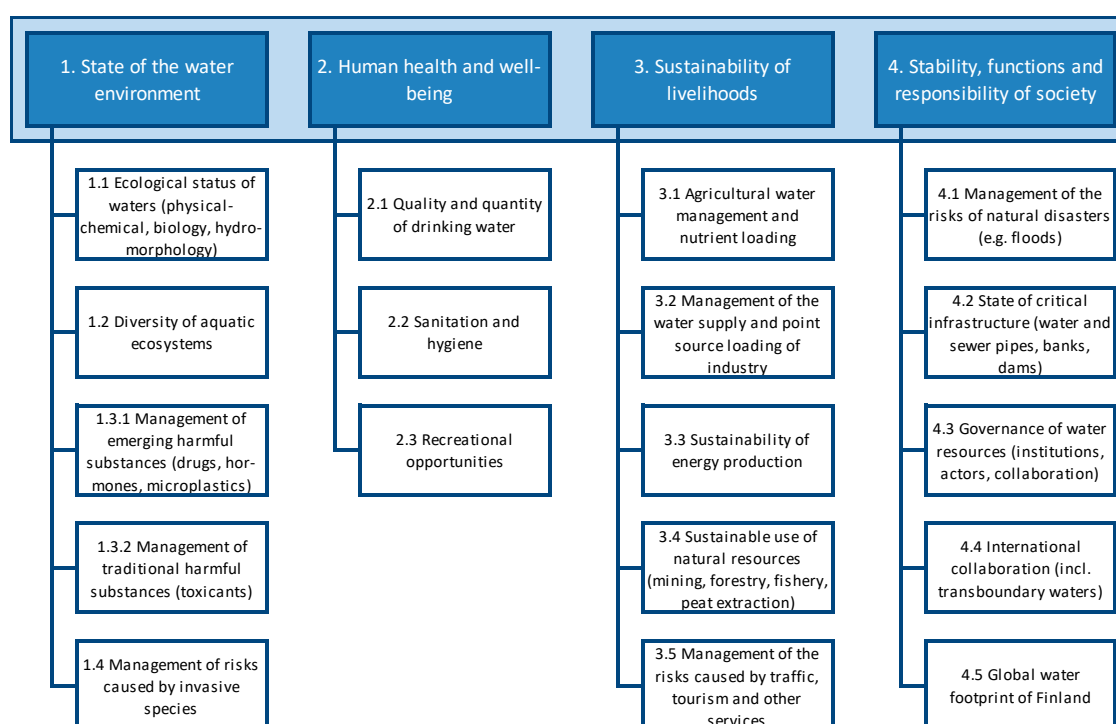 1. State of the water
environment
1.1 Ecological status of
waters (physical-
chemical, biology, hydro-
morphology)
1.2 Diversity of aquatic
ecosystems
1.3.1 Management of
emerging harmful
substances (drugs, hor-
mones, microplastics)
1.3.2 Management of
traditional harmful
substances (toxicants)
1.4 Management of risks
caused by invasive
species
2. Human health and well-
being
2.1 Quality and quantity
of drinking water
2.2 Sanitation and
hygiene
2.3 Recreational
opportunities
3. Sustainability of
livelihoods
3.1 Agricultural water
management and
nutrient loading
3.2 Management of the
water supply and point
source loading of
industry
3.3 Sustainability of
energy production
3.4 Sustainable use of
natural resources
(mining, forestry, fishery,
peat extraction)
3.5 Management of the
risks caused by traffic,
tourism and other
services
4. Stability, functions and
responsibility of society
4.1 Management of the
risks of natural disasters
(e.g. floods)
4.2 State of critical
infrastructure (water and
sewer pipes, banks,
dams)
4.3 Governance of water
resources (institutions,
actors, collaboration)
4.4 International
collaboration (incl.
transboundary waters)
4.5 Global water
footprint of Finland